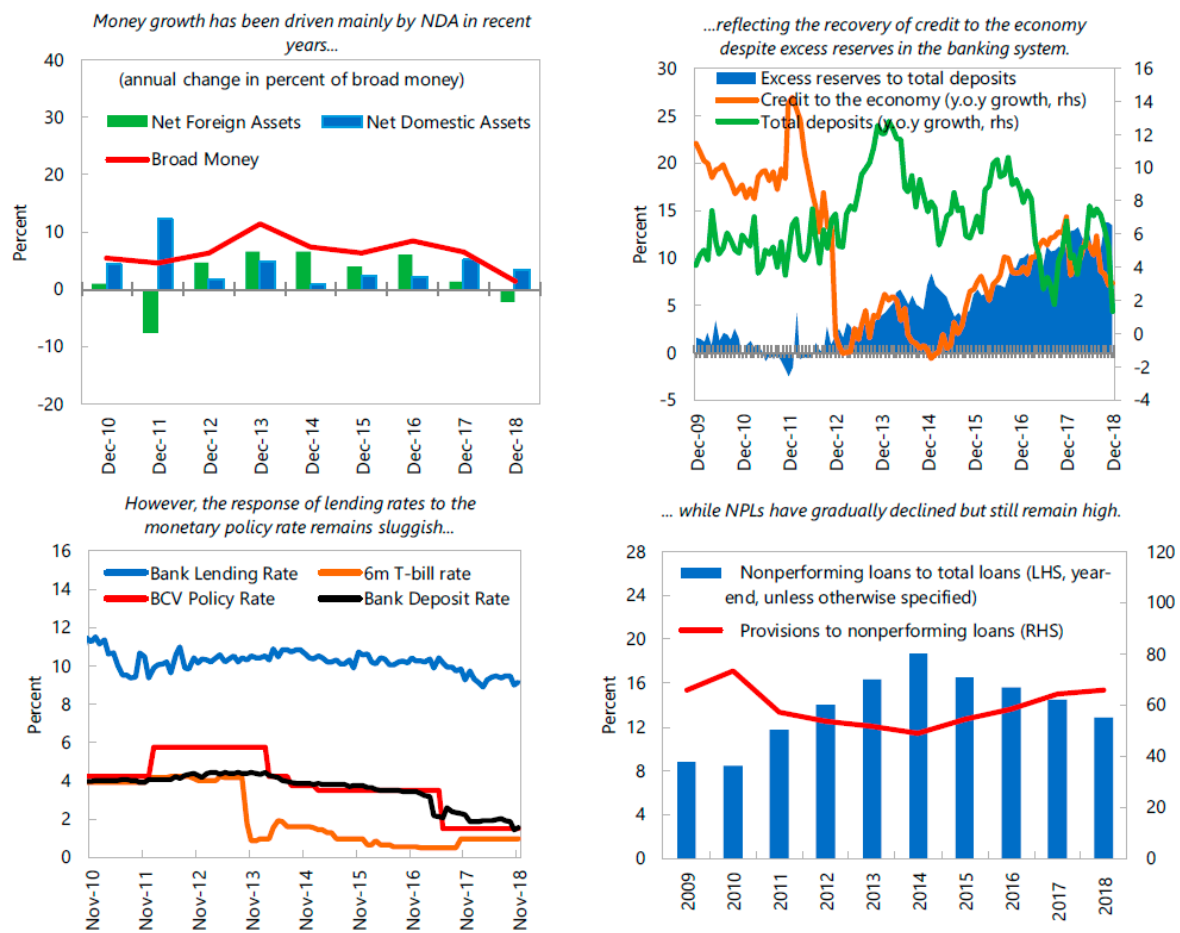 Money growth has been driven mainly by NDA in recent
years...
40
(annual change in percent of broad money)
30
Net Foreign Assets
Net Domestic Assets
20
Broad Money
10
0
-10
-20
Percent
Dec-10
Dec-11
Dec-12
Dec-13
Dec-14
Dec-15
Dec-16
Dec-17
Dec-18
...reflecting the recovery of credit to the economy
despite excess reserves in the banking system.
30
25
20
15
10
5
0
-5
Percent
Excess reserves to total deposits
Credit to the economy (y.o.y growth, rhs)
Total deposits (y.o.y growth, rhs)
16
14
12
10
8
6
4
2
0
-2
-4
Dec-09
Dec-10
Dec-11
Dec-12
Dec-13
Dec-14
Dec-15
Dec-16
Dec-17
Dec-18
However, the response of lending rates to the
monetary policy rate remains sluggish...
16
14
12
10
8
6
4
2
0
Percent
Bank Lending Rate
6m T-bill rate
BCV Policy Rate
Bank Deposit Rate
Nov-10
Nov-11
Nov-12
Nov-13
Nov-14
Nov-15
Nov-16
Nov-17
Nov-18
... while NPLs have gradually declined but still remain high.
28
24
20
16
12
8
4
0
Percent
Nonperforming loans to total loans (LHS, year-
end, unless otherwise specified)
Provisions to nonperforming loans (RHS)
120
100
80
60
40
20
0
2009
2010
2011
2012
2013
2014
2015
2016
2017
2018